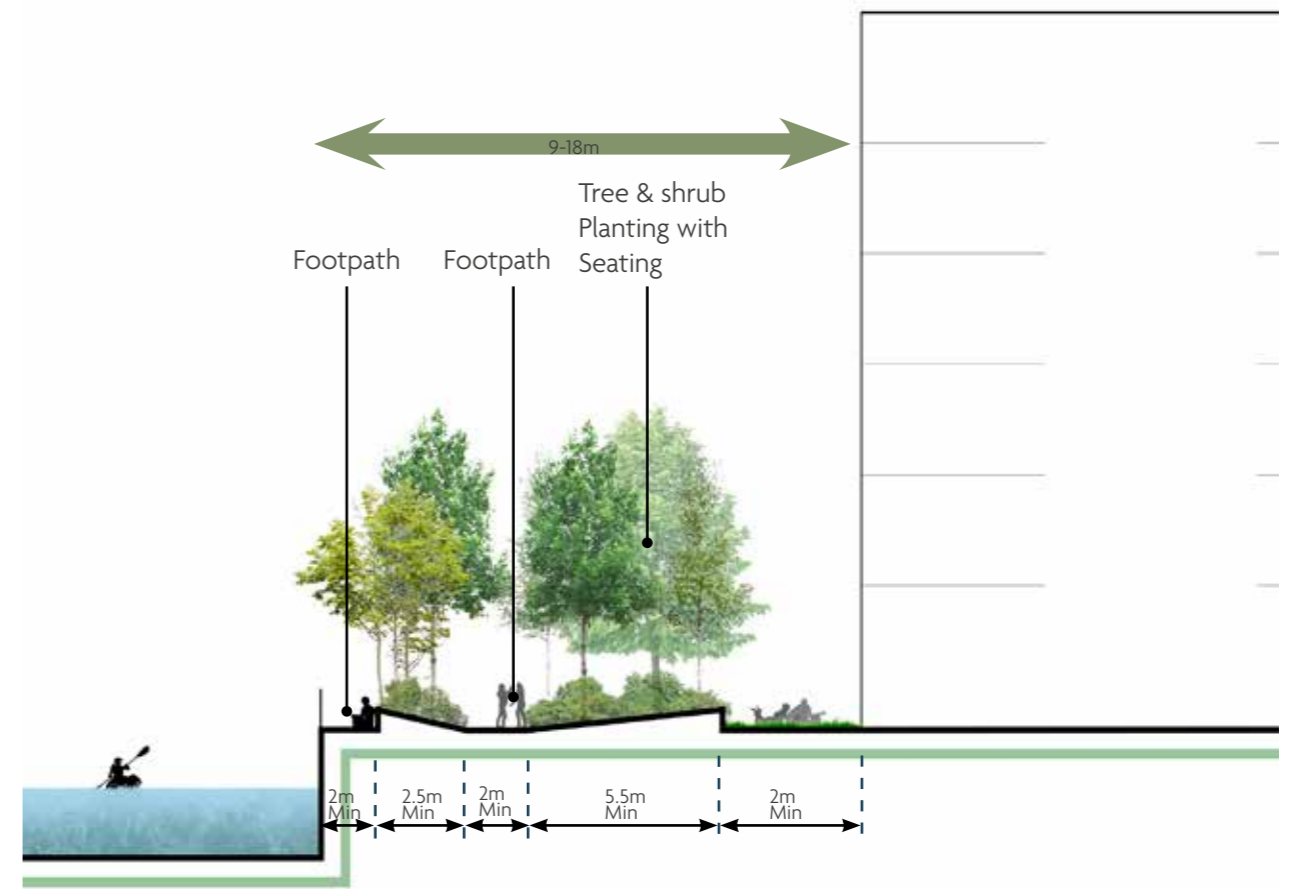 9-18m
Tree & shrub
Planting with
Seating
Footpath
Footpath
2m
Min
2.5m
Min
2m
Min
5.5m
Min
2m
Min